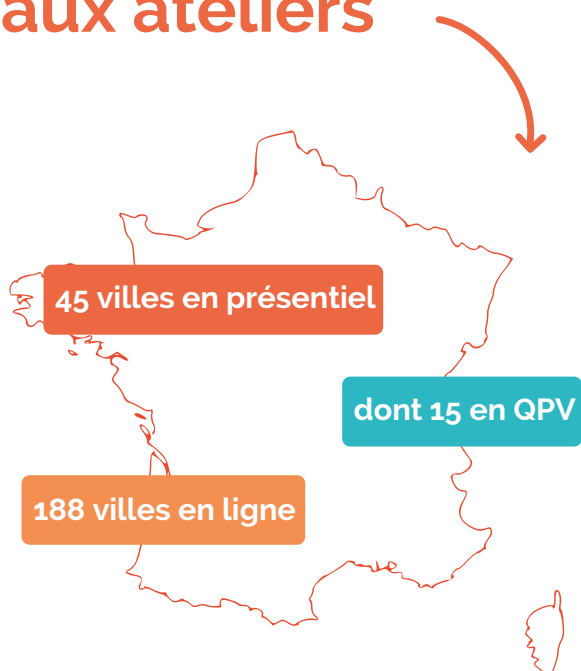 aux ateliers
45 villes en présentiel
dont 15 en QPV
188 villes en ligne